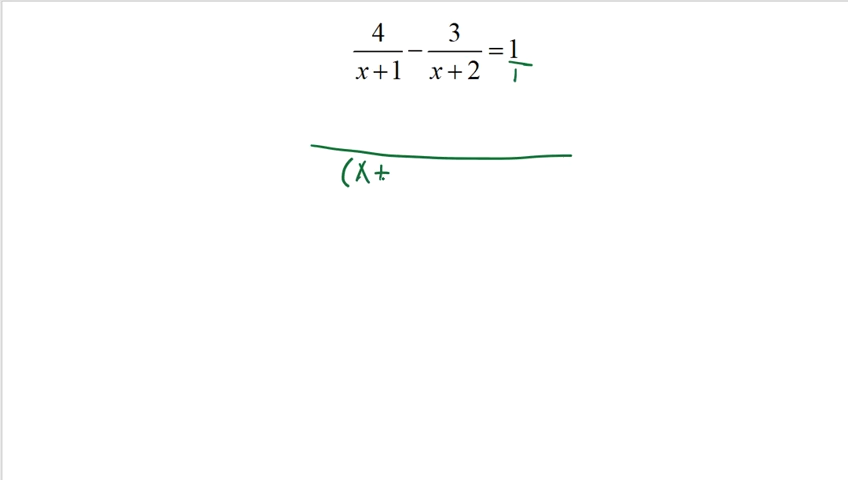 4/(x+1) − 3/(x+2) = 1/1
(x+